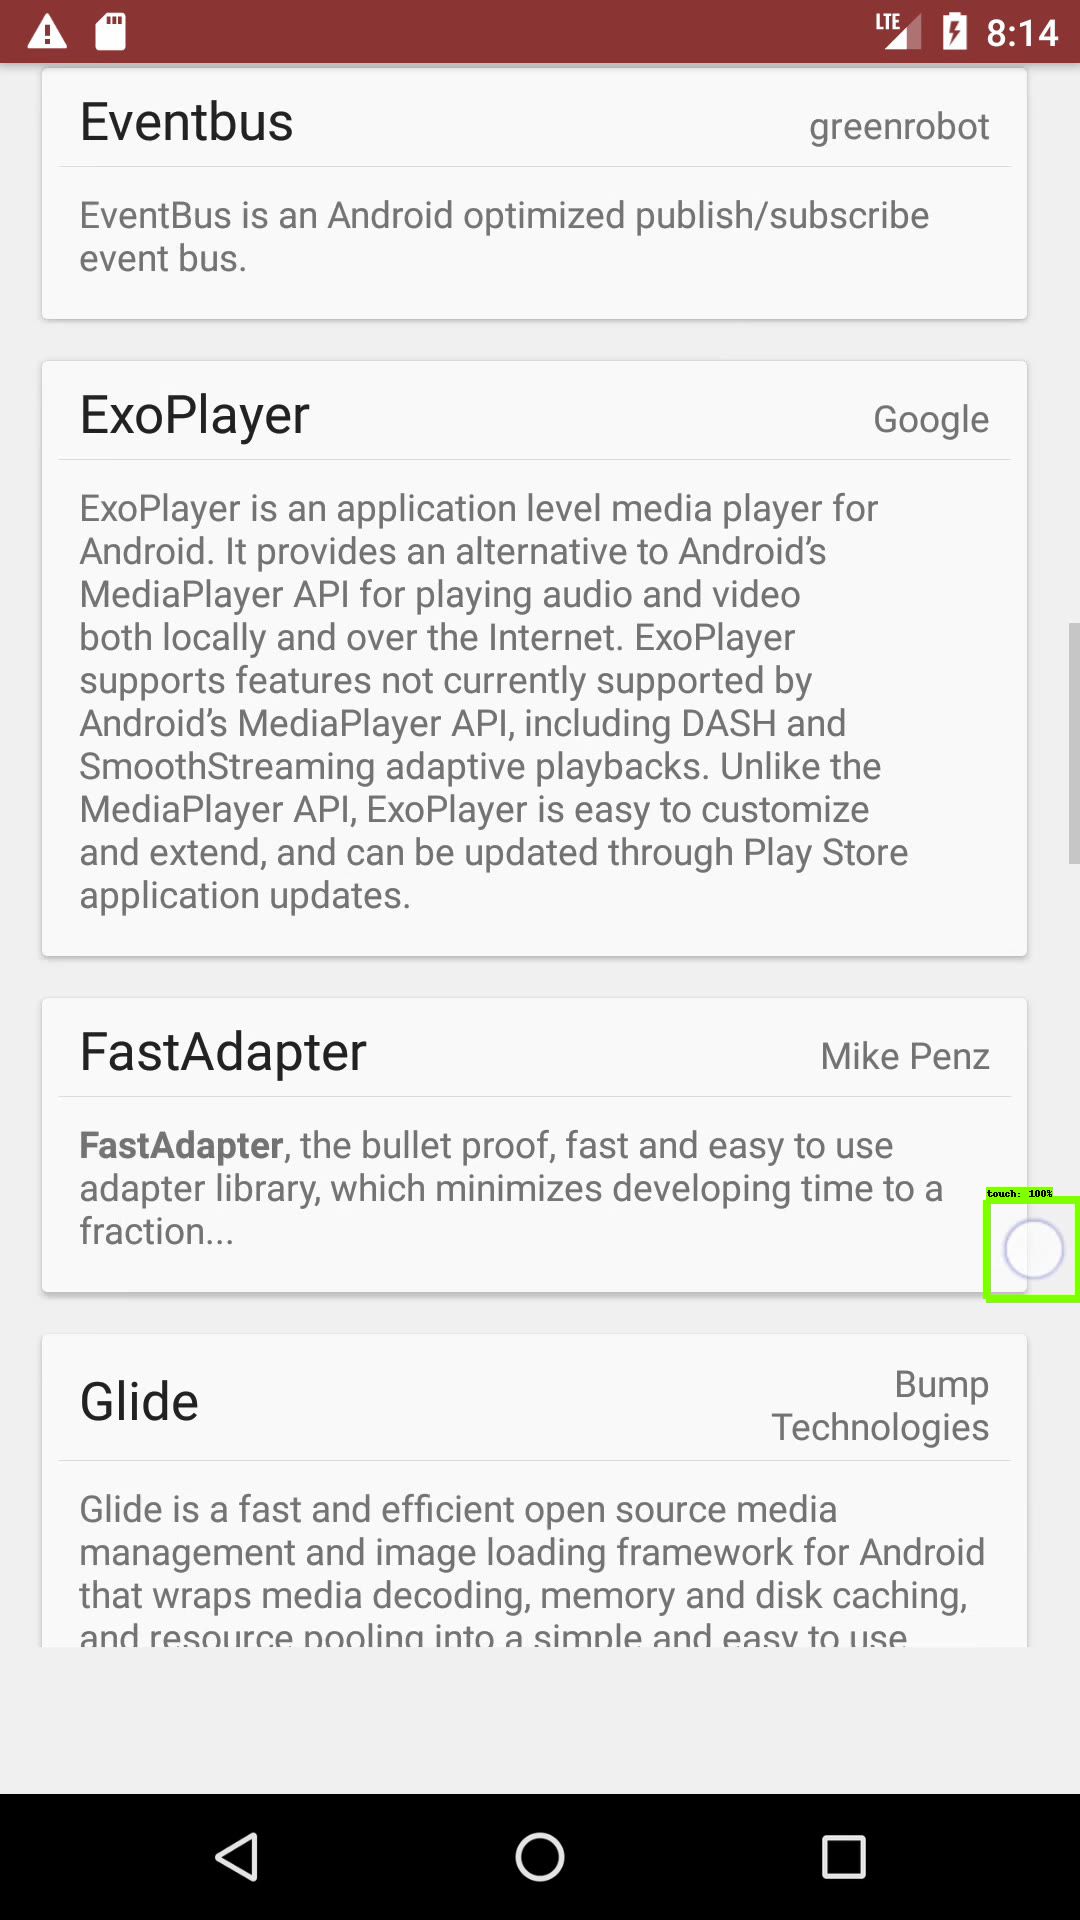 LTE 8:14
Eventbus greenrobot
EventBus is an Android optimized publish/subscribe
event bus.
ExoPlayer Google
ExoPlayer is an application level media player for
Android. It provides an alternative to Android’s
MediaPlayer API for playing audio and video
both locally and over the Internet. ExoPlayer
supports features not currently supported by
Android’s MediaPlayer API, including DASH and
SmoothStreaming adaptive playbacks. Unlike the
MediaPlayer API, ExoPlayer is easy to customize
and extend, and can be updated through Play Store
application updates.
FastAdapter Mike Penz
FastAdapter, the bullet proof, fast and easy to use
adapter library, which minimizes developing time to a
fraction...
touch: 100%
Glide Bump
Technologies
Glide is a fast and efficient open source media
management and image loading framework for Android
that wraps media decoding, memory and disk caching,
and resource pooling into a simple and easy to use